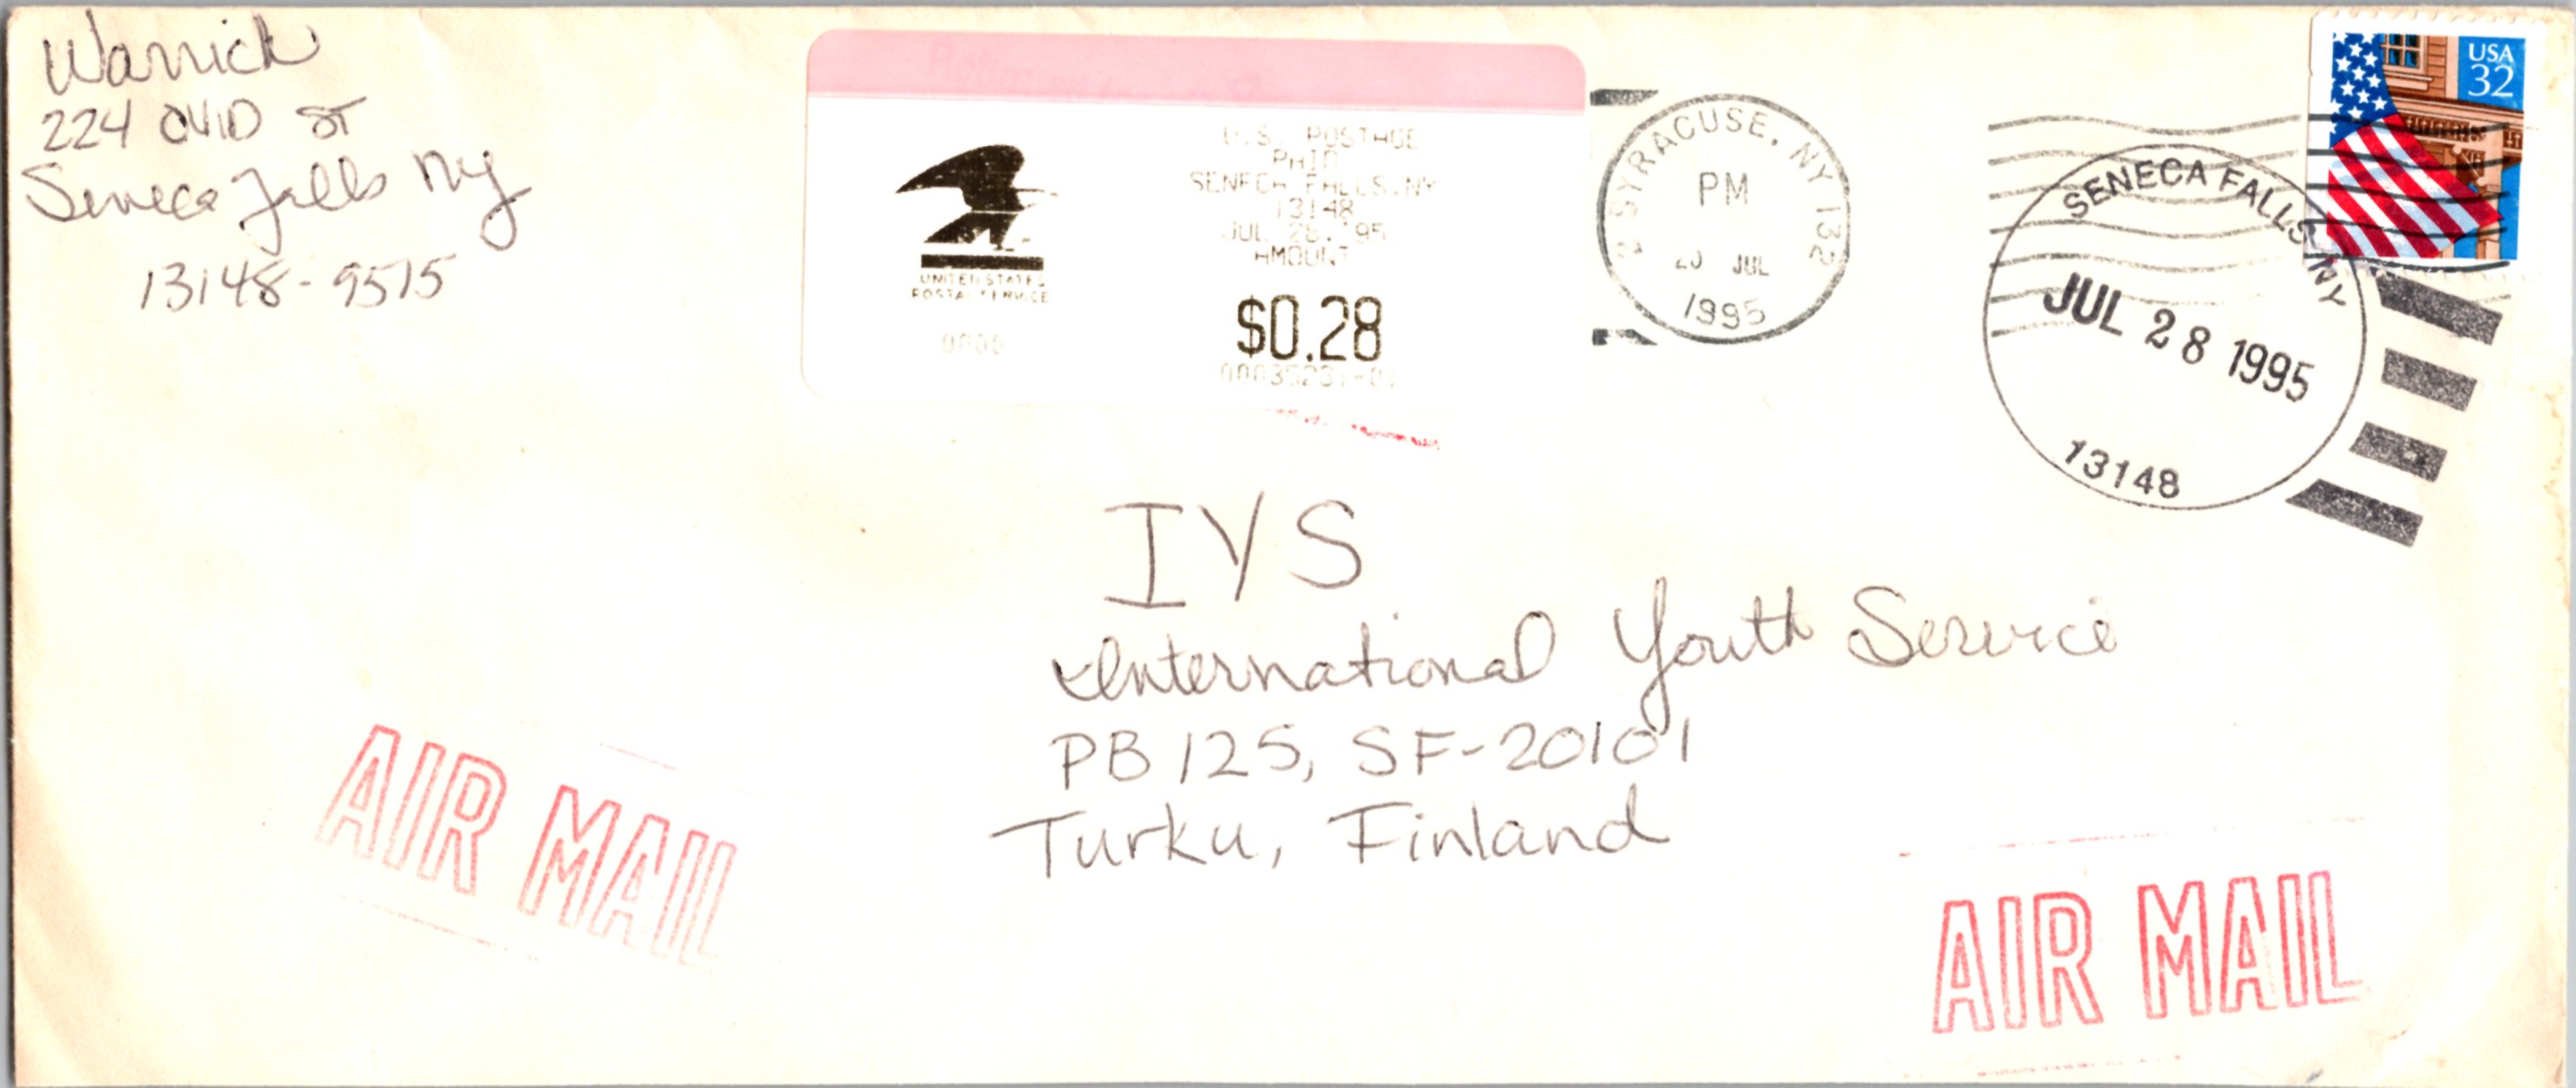 Warrick
224 OVID ST
Seneca Falls NY
13148-9515
U.S. POSTAGE
PAID
SENECA FALLS, NY
13148
JUL 28, '95
AMOUNT
$0.28
UNITED STATES
POSTAL SERVICE
0000
SYRACUSE, NY 132
PM
JUL
1995
USA
32
SENECA FALLS, NY
JUL 28 1995
13148
IYS
International Youth Service
PB 125, SF-20101
Turku, Finland
AIR MAIL
AIR MAIL